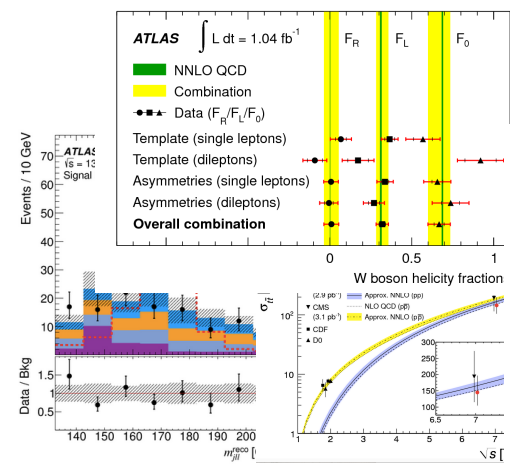 ATLAS ∫ L dt = 1.04 fb⁻¹ F_R F_L F_0
NNLO QCD
Combination
Data (F_R/F_L/F_0)
Template (single leptons)
Template (dileptons)
Asymmetries (single leptons)
Asymmetries (dileptons)
Overall combination
0 0.5 1
W boson helicity fraction
Events / 10 GeV
ATLAS
√s = 13
Signal
70
60
50
40
30
20
10
Data / Bkg
1.5
1
0.5
140 150 160 170 180 190 200
m_jll^reco [
σ_tt̄
10²
10
1
(2.9 pb⁻¹)
CMS
(3.1 pb⁻¹)
CDF
D0
Approx. NNLO (pp)
NLO QCD (pp̄)
Approx. NNLO (pp̄)
300
250
200
150
100
6.5 7
1 2 3 4 5 6 7
√s [